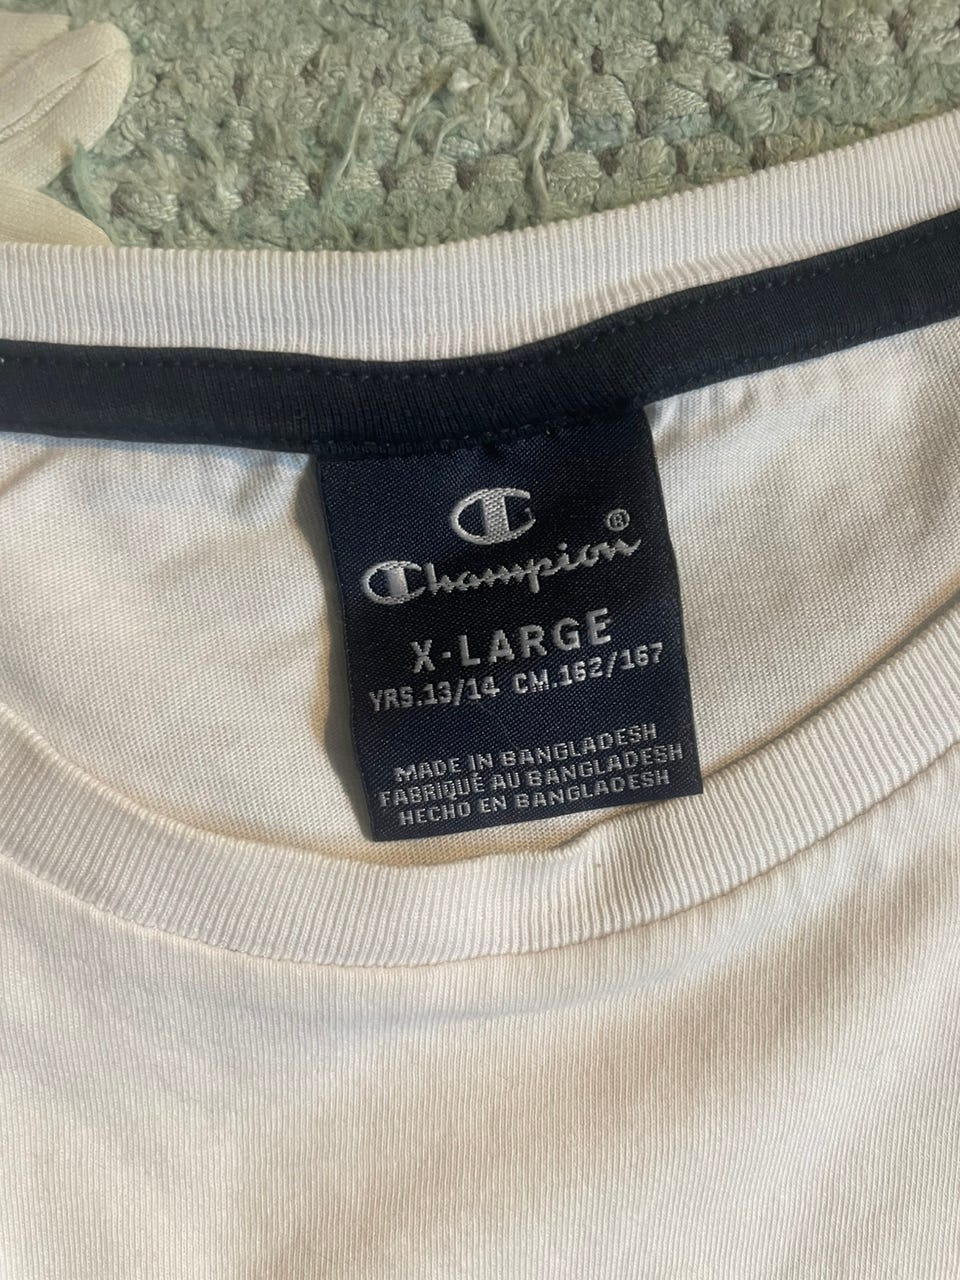 Champion®
X-LARGE
YRS.13/14 CM.162/167
MADE IN BANGLADESH
FABRIQUÉ AU BANGLADESH
HECHO EN BANGLADESH